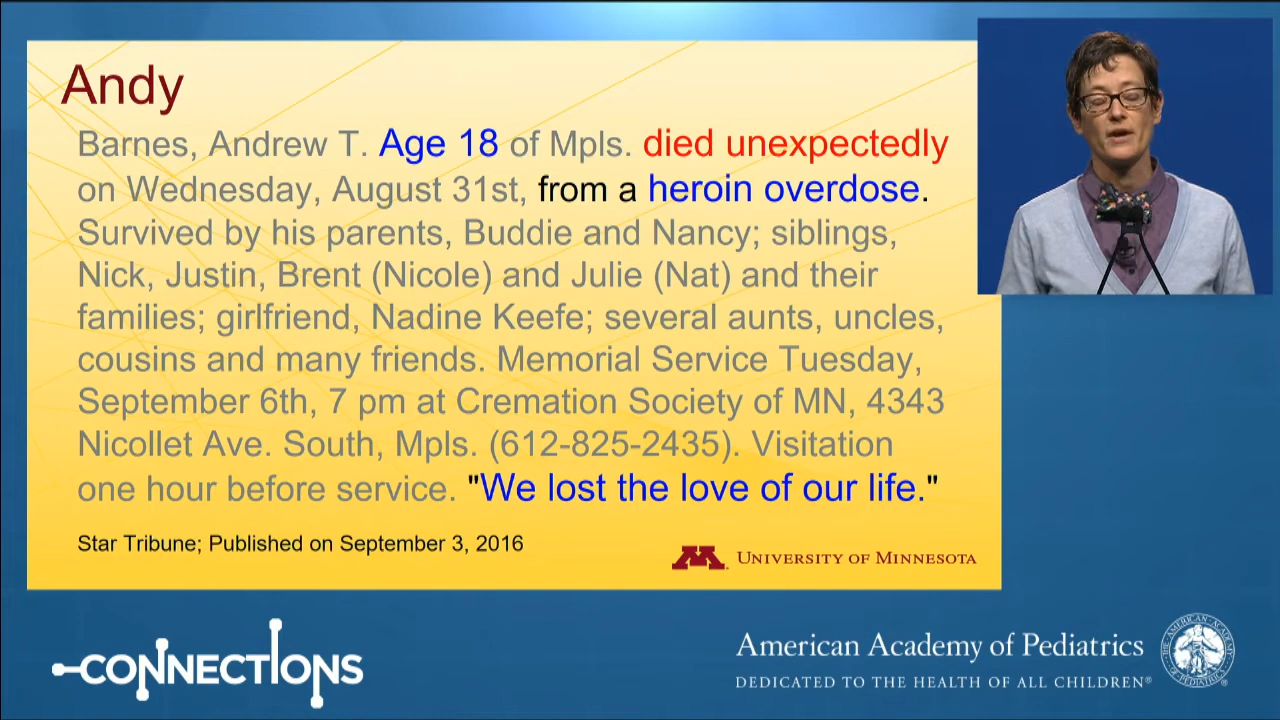 Andy
Barnes, Andrew T. Age 18 of Mpls. died unexpectedly
on Wednesday, August 31st, from a heroin overdose.
Survived by his parents, Buddie and Nancy; siblings,
Nick, Justin, Brent (Nicole) and Julie (Nat) and their
families; girlfriend, Nadine Keefe; several aunts, uncles,
cousins and many friends. Memorial Service Tuesday,
September 6th, 7 pm at Cremation Society of MN, 4343
Nicollet Ave. South, Mpls. (612-825-2435). Visitation
one hour before service. "We lost the love of our life."
Star Tribune; Published on September 3, 2016
M University of Minnesota
CONNECTIONS
American Academy of Pediatrics
DEDICATED TO THE HEALTH OF ALL CHILDREN®